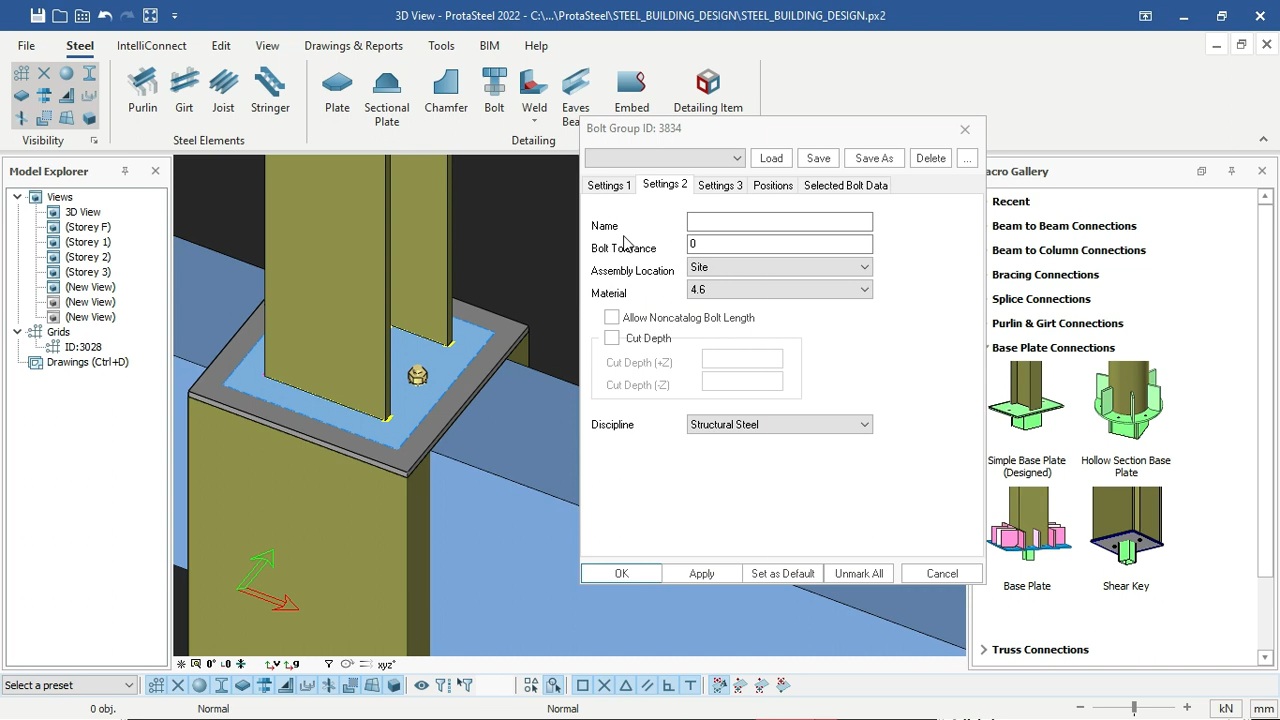 3D View - ProtaSteel 2022 - C:\...\ProtaSteel\STEEL_BUILDING_DESIGN\STEEL_BUILDING_DESIGN.px2
File Steel IntelliConnect Edit View Drawings & Reports Tools BIM Help
Purlin Girt Joist Stringer Plate Sectional Plate Chamfer Bolt Weld Eaves Embed Detailing Item
Visibility Steel Elements Detailing
Model Explorer
Views
3D View
(Storey F)
(Storey 1)
(Storey 2)
(Storey 3)
(New View)
(New View)
(New View)
Grids
ID:3028
Drawings (Ctrl+D)
Bolt Group ID: 3834
Load Save Save As Delete ...
Settings 1 Settings 2 Settings 3 Positions Selected Bolt Data
Name
Bolt Tolerance 0
Assembly Location Site
Material 4.6
Allow Noncatalog Bolt Length
Cut Depth
Cut Depth (+Z)
Cut Depth (-Z)
Discipline Structural Steel
OK Apply Set as Default Unmark All Cancel
acro Gallery
Recent
Beam to Beam Connections
Beam to Column Connections
Bracing Connections
Splice Connections
Purlin & Girt Connections
Base Plate Connections
Simple Base Plate (Designed)
Hollow Section Base Plate
Base Plate
Shear Key
Truss Connections
Select a preset
0 obj. Normal Normal kN mm